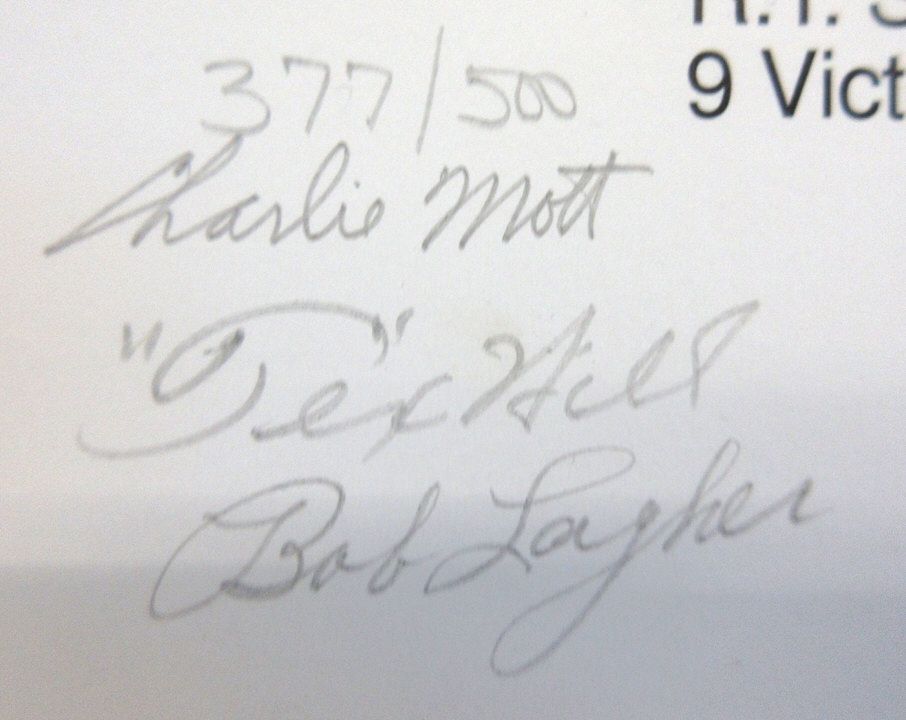 R.T. S
9 Vict
377/500
Charlie Mott
"Tex" Hill
Bob Layher